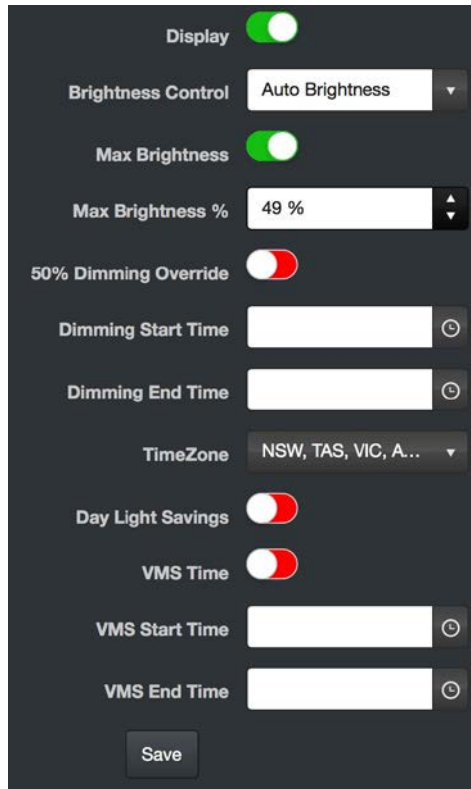 Display
Brightness Control Auto Brightness
Max Brightness
Max Brightness % 49 %
50% Dimming Override
Dimming Start Time
Dimming End Time
TimeZone NSW, TAS, VIC, A...
Day Light Savings
VMS Time
VMS Start Time
VMS End Time
Save